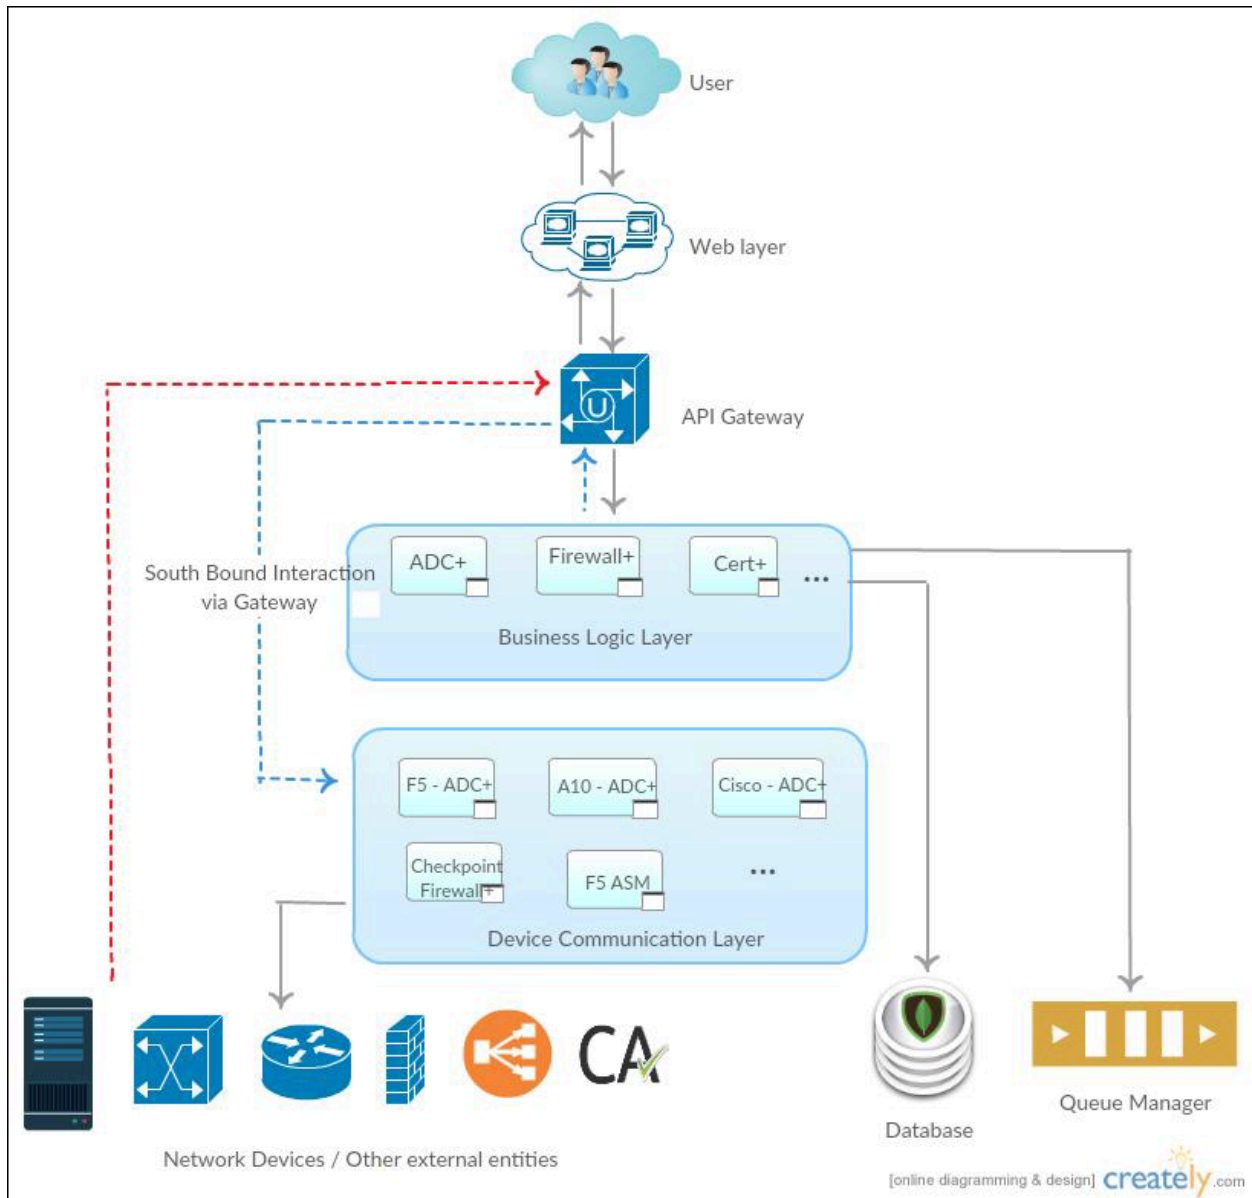 User
Web layer
API Gateway
U
ADC+
Firewall+
Cert+
...
South Bound Interaction
via Gateway
Business Logic Layer
F5 - ADC+
A10 - ADC+
Cisco - ADC+
Checkpoint
Firewall+
F5 ASM
...
Device Communication Layer
CA
Queue Manager
Database
Network Devices / Other external entities
[online diagramming & design] creately.com